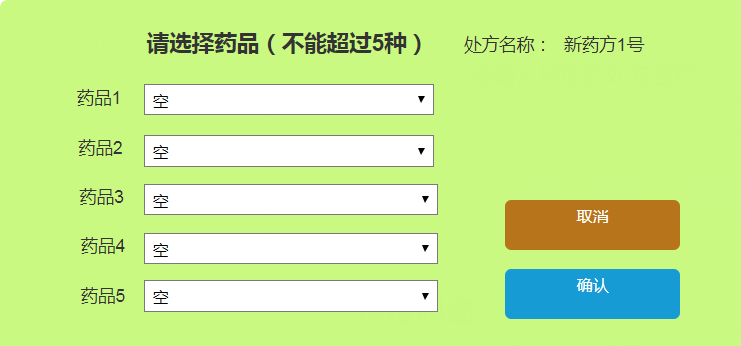 请选择药品（不能超过5种） 处方名称： 新药方1号
药品1 空
药品2 空
药品3 空
药品4 空
药品5 空
取消
确认